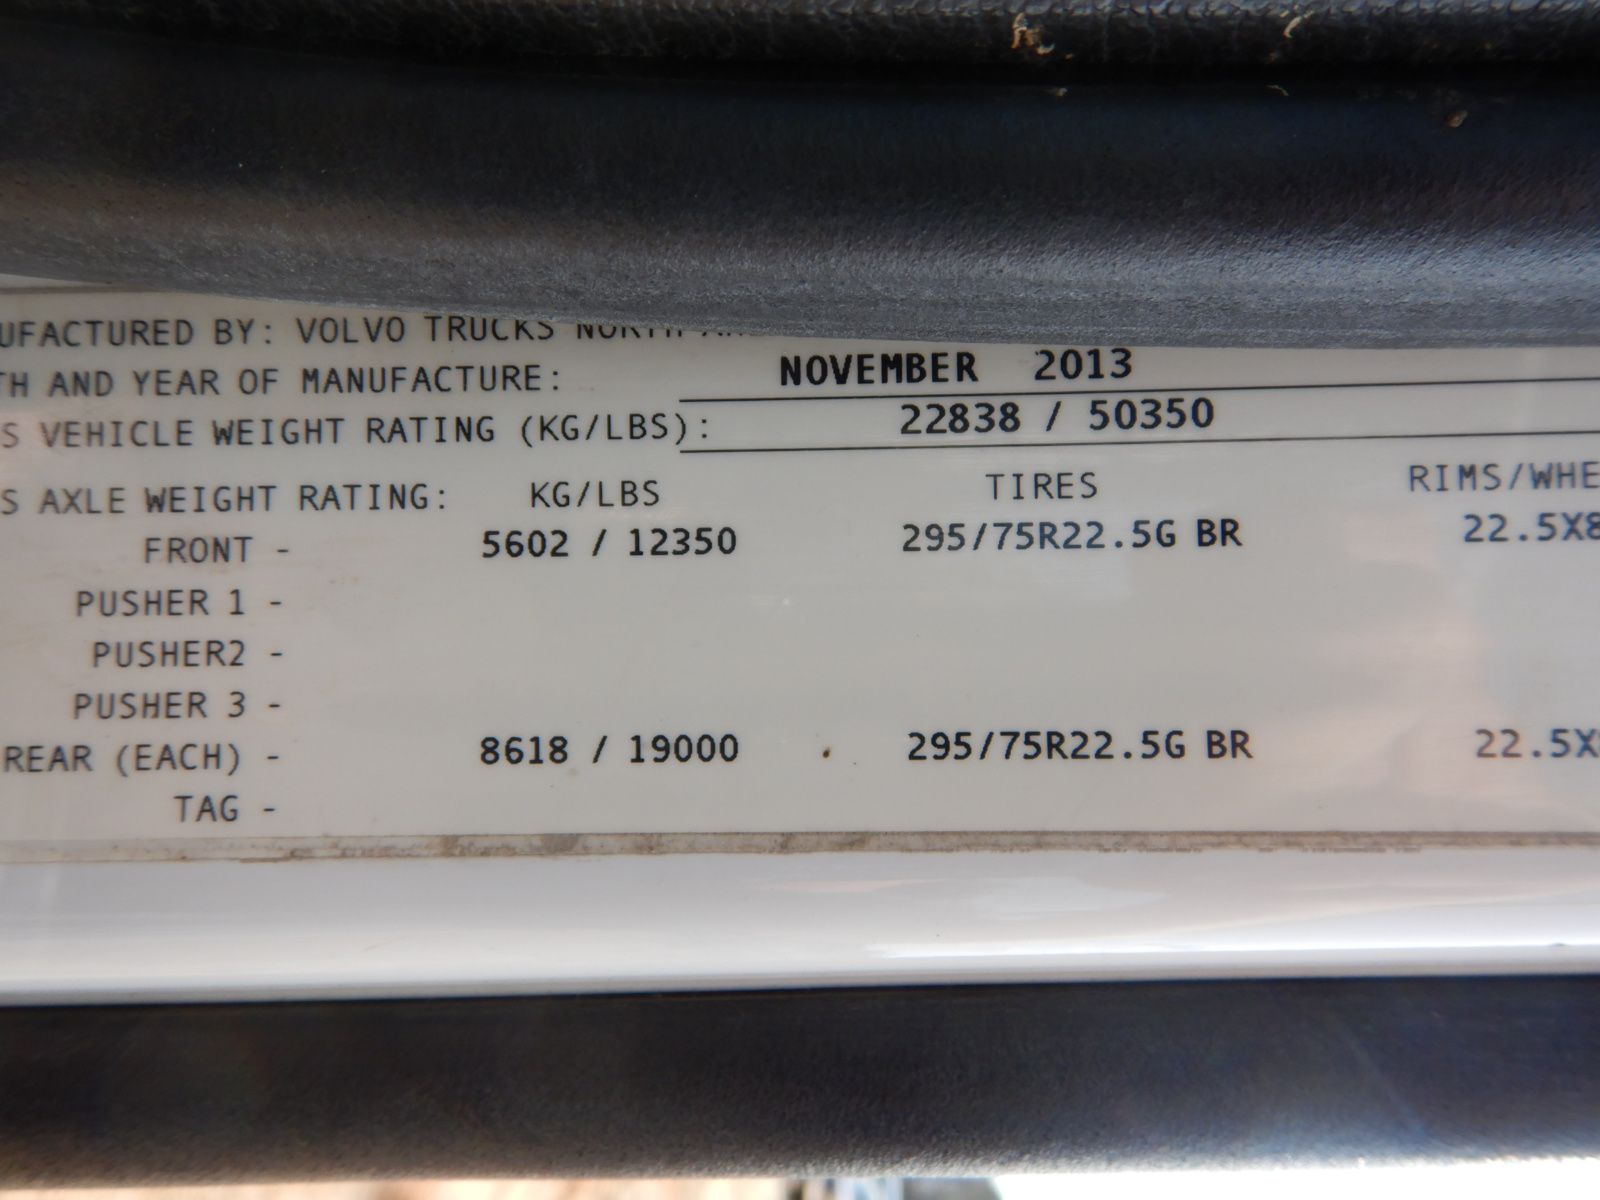 UFACTURED BY: VOLVO TRUCKS NORTH
TH AND YEAR OF MANUFACTURE: NOVEMBER 2013
S VEHICLE WEIGHT RATING (KG/LBS): 22838 / 50350
S AXLE WEIGHT RATING: KG/LBS TIRES RIMS/WHE
FRONT - 5602 / 12350 295/75R22.5G BR 22.5X8
PUSHER 1 -
PUSHER2 -
PUSHER 3 -
REAR (EACH) - 8618 / 19000 295/75R22.5G BR 22.5X
TAG -